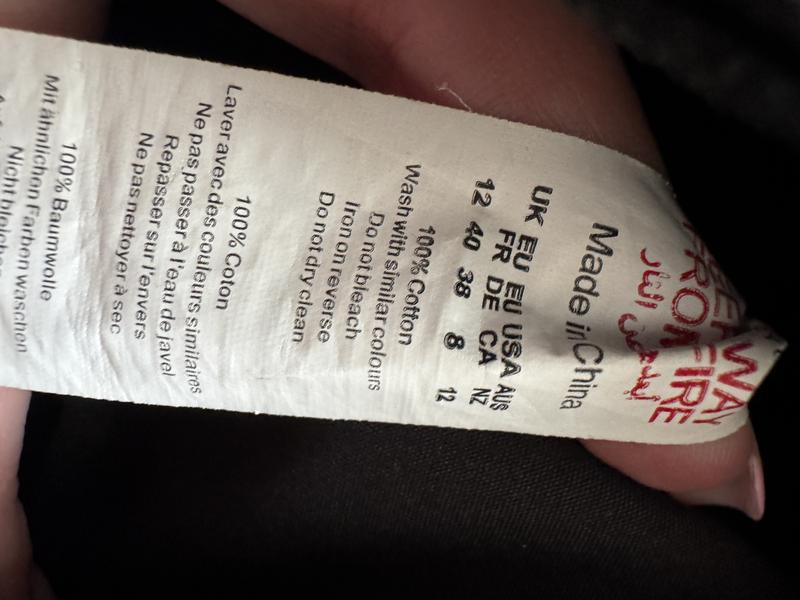 KEEP AWAY
FROM FIRE
عن النار
Made in China
UK EU EU USA AUS
FR DE CA NZ
12 40 38 8 12
100% Cotton
Wash with similar colours
Do not bleach
Iron on reverse
Do not dry clean
100% Coton
Laver avec des couleurs similaires
Ne pas passer à l'eau de javel
Repasser sur l'envers
Ne pas nettoyer à sec
100% Baumwolle
Mit ähnlichen Farben waschen
Nicht bleichen